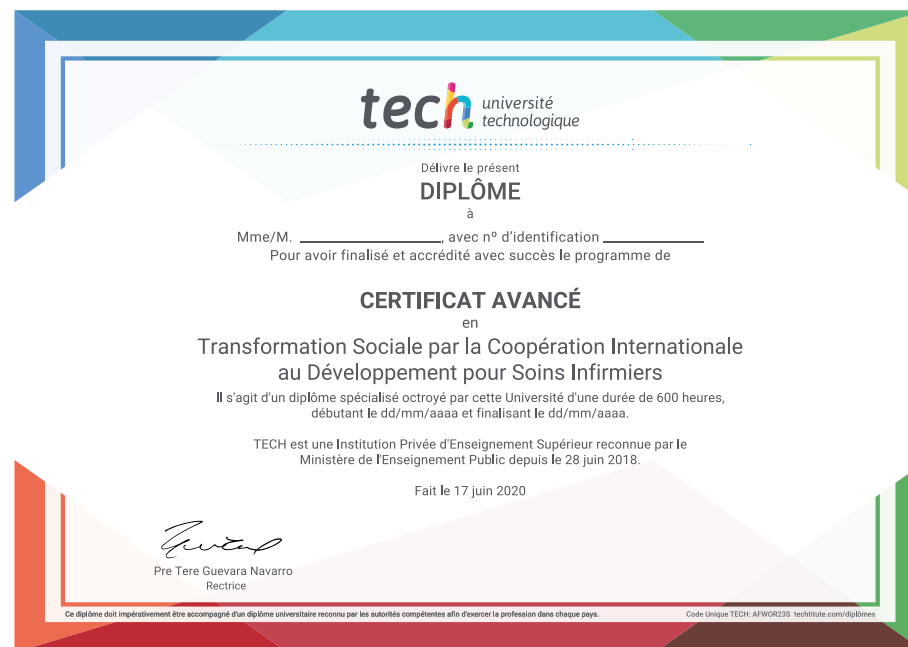 tech université
technologique
Délivre le présent
DIPLÔME
à
Mme/M. ____________________, avec nº d'identification ______________
Pour avoir finalisé et accrédité avec succès le programme de
CERTIFICAT AVANCÉ
en
Transformation Sociale par la Coopération Internationale
au Développement pour Soins Infirmiers
Il s'agit d'un diplôme spécialisé octroyé par cette Université d'une durée de 600 heures,
débutant le dd/mm/aaaa et finalisant le dd/mm/aaaa.
TECH est une Institution Privée d'Enseignement Supérieur reconnue par le
Ministère de l'Enseignement Public depuis le 28 juin 2018.
Fait le 17 juin 2020
Pre Tere Guevara Navarro
Rectrice
Ce diplôme doit impérativement être accompagné d'un diplôme universitaire reconnu par les autorités compétentes afin d'exercer la profession dans chaque pays.
Code Unique TECH: AFWOR23S techtitute.com/diplômes